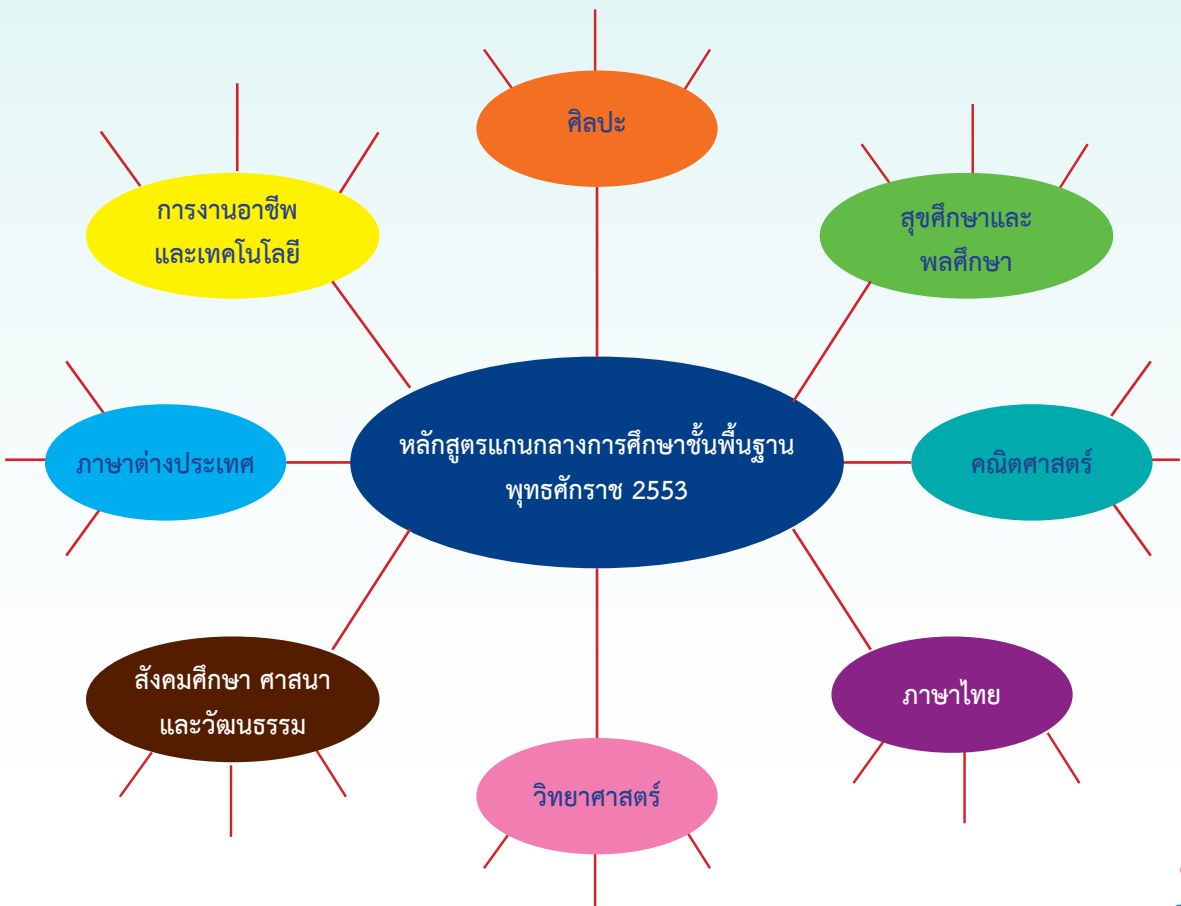 ศิลปะ
การงานอาชีพ
และเทคโนโลยี
สุขศึกษาและ
พลศึกษา
หลักสูตรแกนกลางการศึกษาชั้นพื้นฐาน
พุทธศักราช 2553
ภาษาต่างประเทศ
คณิตศาสตร์
สังคมศึกษา ศาสนา
และวัฒนธรรม
ภาษาไทย
วิทยาศาสตร์